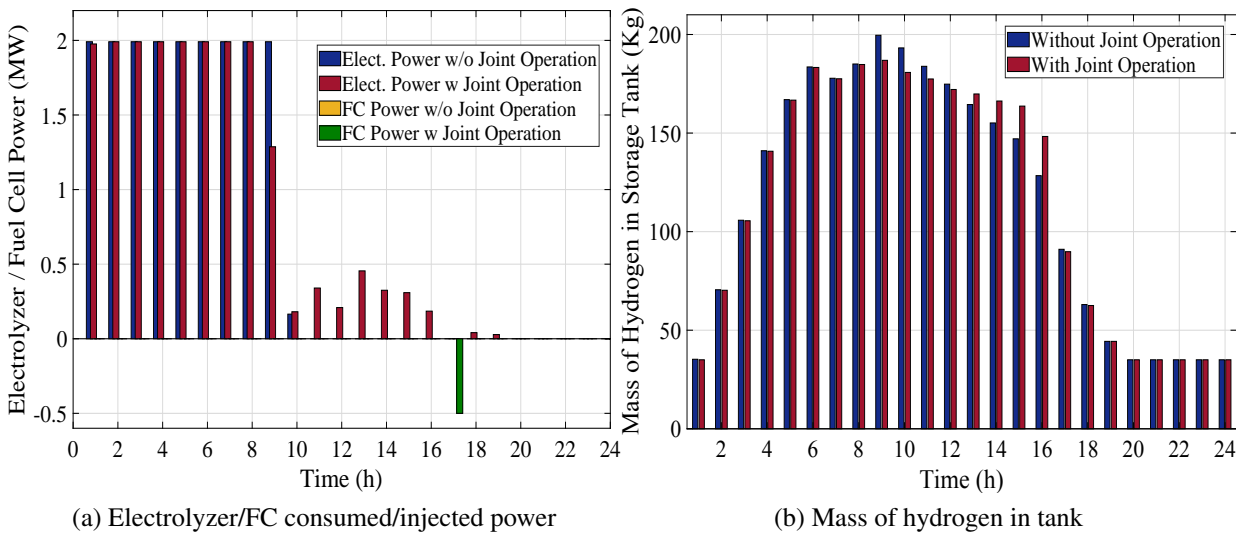 Electrolyzer / Fuel Cell Power (MW)
2
1
0.5
0
-0.5
Elect. Power w/o Joint Operation
Elect. Power w Joint Operation
FC Power w/o Joint Operation
FC Power w Joint Operation
0 2 4 6 8 10 12 14 16 18 20 22 24
Time (h)
(a) Electrolyzer/FC consumed/injected power
Mass of Hydrogen in Storage Tank (Kg)
200
150
100
50
0
Without Joint Operation
With Joint Operation
2 4 6 8 10 12 14 16 18 20 22 24
Time (h)
(b) Mass of hydrogen in tank